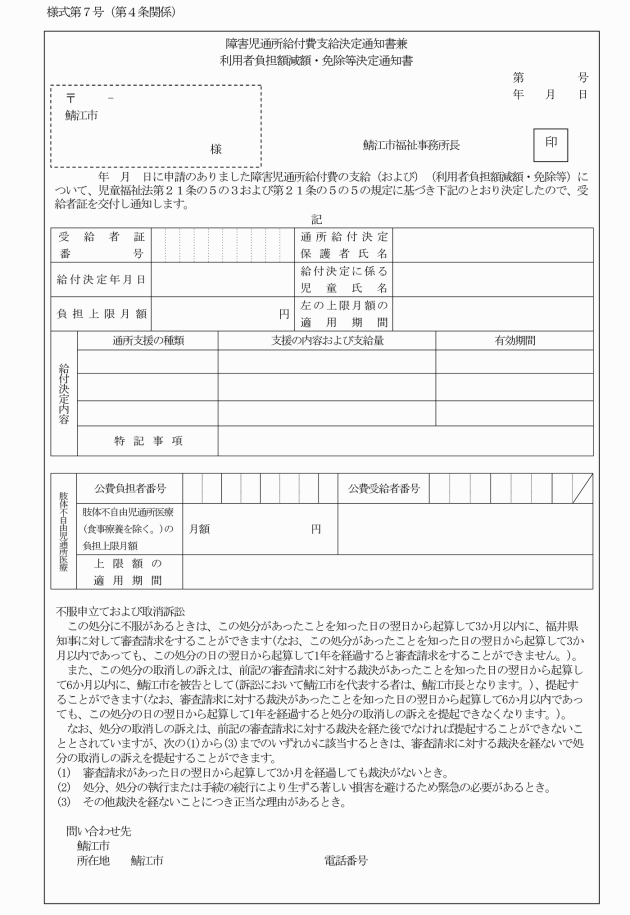 様式第７号（第４条関係）
障害児通所給付費支給決定通知書兼
利用者負担額減額・免除等決定通知書
第　　　　号
年　月　日
〒　　－
鯖江市
様
鯖江市福祉事務所長
印
年　月　日に申請のありました障害児通所給付費の支給（および）（利用者負担額減額・免除等）に
ついて、児童福祉法第２１条の５の３および第２１条の５の５の規定に基づき下記のとおり決定したので、受
給者証を交付し通知します。
記
受給者証
番号
通所給付決定
保護者氏名
給付決定年月日
給付決定に係る
児童氏名
負担上限月額
円
左の上限月額の
適用期間
給付決定内容
通所支援の種類
支援の内容および支給量
有効期間
特記事項
肢体不自由児通所医療
公費負担者番号
公費受給者番号
肢体不自由児通所医療
（食事療養を除く。）の
負担上限月額
月額
円
上限額の
適用期間
不服申立ておよび取消訴訟
この処分に不服があるときは、この処分があったことを知った日の翌日から起算して3か月以内に、福井県
知事に対して審査請求をすることができます(なお、この処分があったことを知った日の翌日から起算して3か
月以内であっても、この処分の日の翌日から起算して1年を経過すると審査請求をすることができません。)。
また、この処分の取消しの訴えは、前記の審査請求に対する裁決があったことを知った日の翌日から起算し
て6か月以内に、鯖江市を被告として(訴訟において鯖江市を代表する者は、鯖江市長となります。)、提起す
ることができます(なお、審査請求に対する裁決があったことを知った日の翌日から起算して6か月以内であっ
ても、この処分の日の翌日から起算して1年を経過すると処分の取消しの訴えを提起できなくなります。)。
なお、処分の取消しの訴えは、前記の審査請求に対する裁決を経た後でなければ提起することができないこ
ととされていますが、次の(1)から(3)までのいずれかに該当するときは、審査請求に対する裁決を経ないで処
分の取消しの訴えを提起することができます。
(1)　審査請求があった日の翌日から起算して3か月を経過しても裁決がないとき。
(2)　処分、処分の執行または手続の続行により生ずる著しい損害を避けるため緊急の必要があるとき。
(3)　その他裁決を経ないことにつき正当な理由があるとき。
問い合わせ先
鯖江市
所在地　　鯖江市　　　　　　電話番号